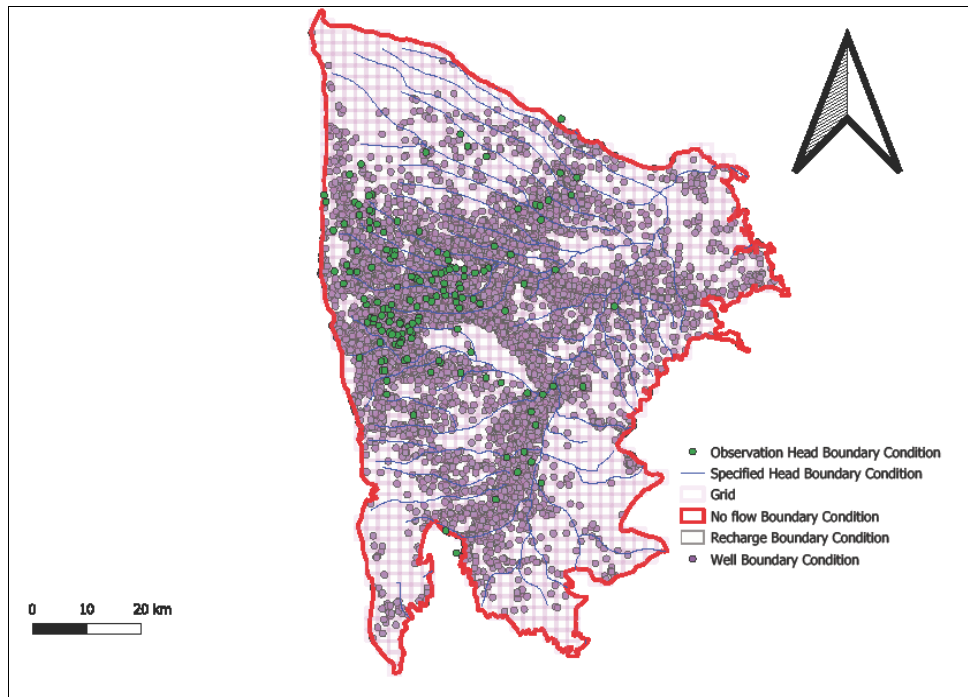 Observation Head Boundary Condition
Specified Head Boundary Condition
Grid
No flow Boundary Condition
Recharge Boundary Condition
Well Boundary Condition
0 10 20 km